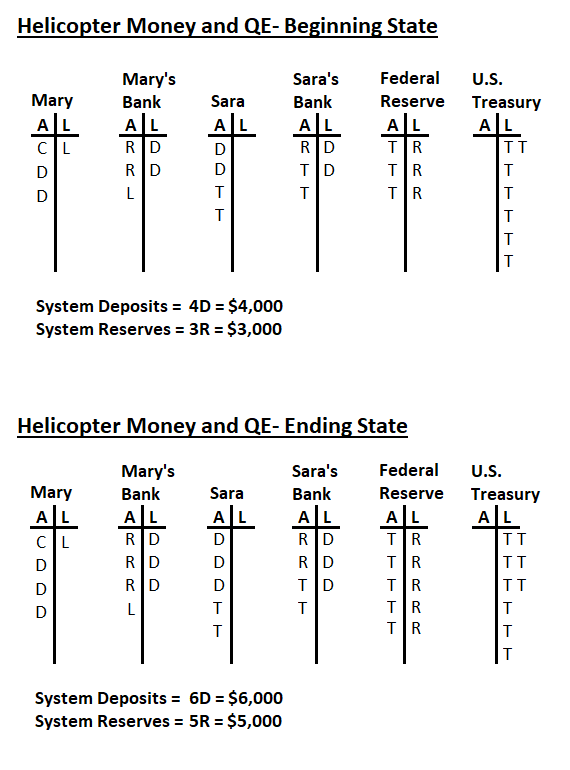 Helicopter Money and QE- Beginning State
Mary's Sara's Federal U.S.
Mary Bank Sara Bank Reserve Treasury
A L A L A L A L A L A L
C L R D D R D T R T T
D R D D T D T R T
D L T T T R T
T T
T
T
System Deposits = 4D = $4,000
System Reserves = 3R = $3,000
Helicopter Money and QE- Ending State
Mary's Sara's Federal U.S.
Mary Bank Sara Bank Reserve Treasury
A L A L A L A L A L A L
C L R D D R D T R T T
D R D D R D T R T T
D R D D T D T R T T
D L T T T R T
T T R T
T
System Deposits = 6D = $6,000
System Reserves = 5R = $5,000